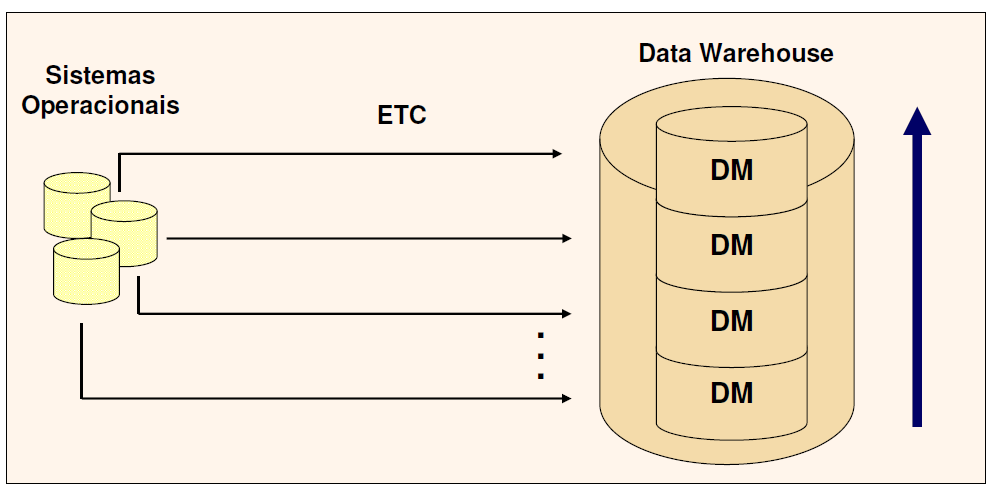 Data Warehouse
Sistemas
Operacionais
ETC
DM
DM
DM
DM